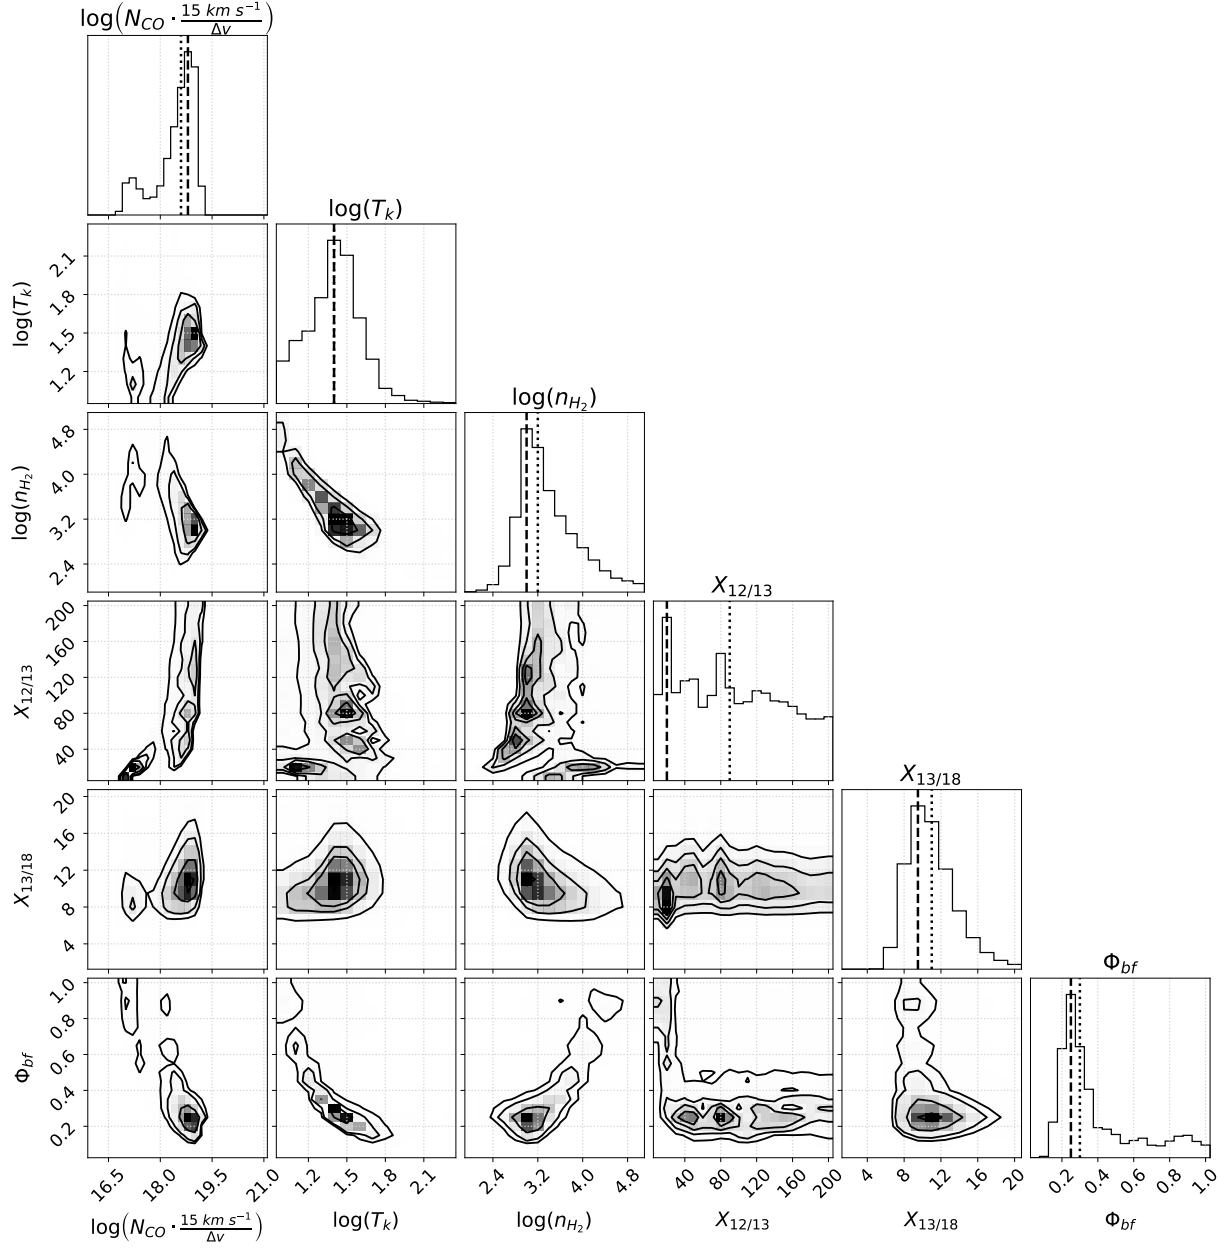 log(N_CO · 15 km s⁻¹ / Δv)
log(T_k)
2.1
1.8
1.5
1.2
log(T_k)
log(n_H₂)
4.8
4.0
3.2
2.4
log(n_H₂)
X_12/13
200
160
120
80
40
X_12/13
X_13/18
20
16
12
8
4
X_13/18
Φ_bf
1.0
0.8
0.6
0.4
0.2
Φ_bf
16.5 18.0 19.5 21.0 1.2 1.5 1.8 2.1 2.4 3.2 4.0 4.8 40 80 120 160 200 4 8 12 16 20 0.2 0.4 0.6 0.8 1.0
log(N_CO · 15 km s⁻¹ / Δv) log(T_k) log(n_H₂) X_12/13 X_13/18 Φ_bf